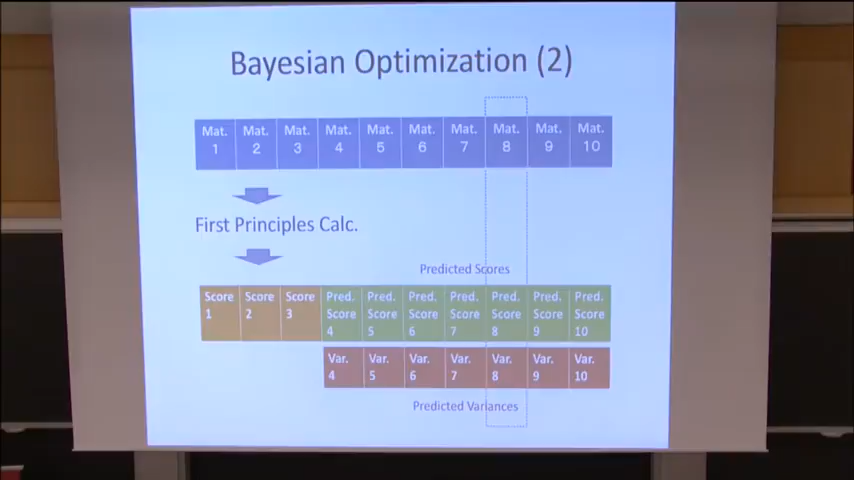 Bayesian Optimization (2)
Mat. 1 Mat. 2 Mat. 3 Mat. 4 Mat. 5 Mat. 6 Mat. 7 Mat. 8 Mat. 9 Mat. 10
First Principles Calc.
Predicted Scores
Score 1 Score 2 Score 3 Pred. Score 4 Pred. Score 5 Pred. Score 6 Pred. Score 7 Pred. Score 8 Pred. Score 9 Pred. Score 10
Var. 4 Var. 5 Var. 6 Var. 7 Var. 8 Var. 9 Var. 10
Predicted Variances